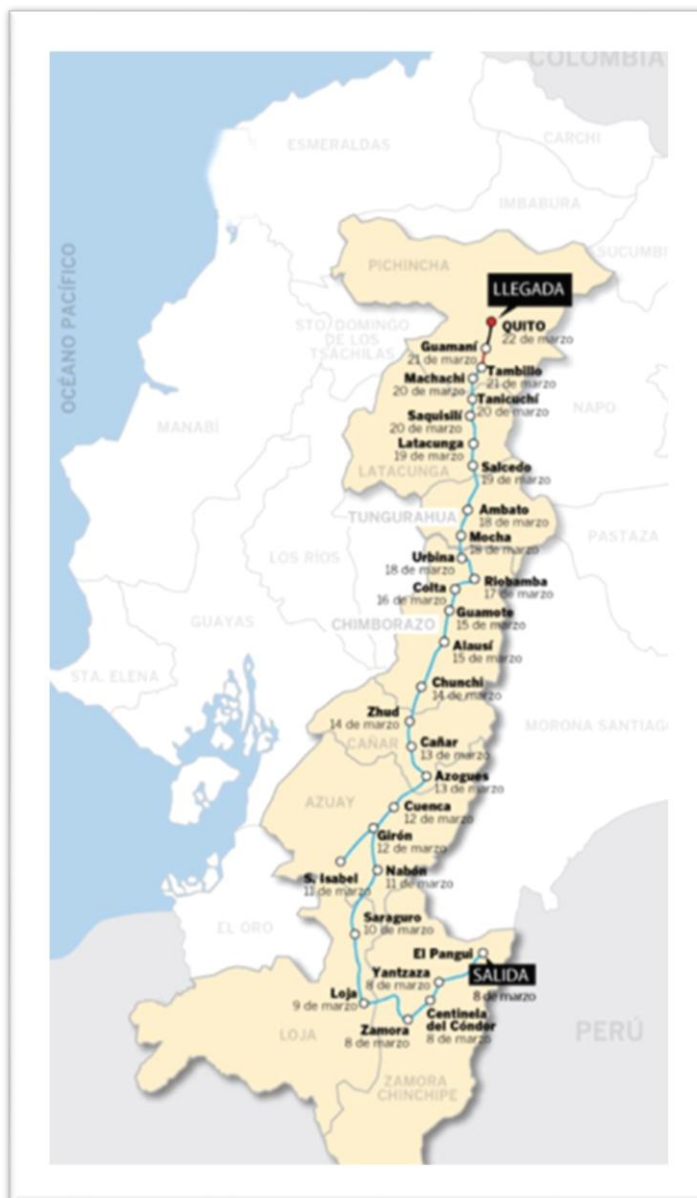 COLOMBIA
ESMERALDAS
CARCHI
IMBABURA
SUCUMBI
PICHINCHA
OCÉANO PACÍFICO
LLEGADA
QUITO
22 de marzo
STO. DOMINGO
DE LOS
TSACHILAS
Guamaní
21 de marzo
Tambillo
21 de marzo
Machachi
20 de marzo
Tanicuchí
20 de marzo
NAPO
Saquisilí
20 de marzo
MANABÍ
Latacunga
19 de marzo
LATACUNGA
Salcedo
19 de marzo
Ambato
18 de marzo
TUNGURAHUA
Mocha
18 de marzo
PASTAZA
LOS RÍOS
Urbina
18 de marzo
Riobamba
17 de marzo
Colta
16 de marzo
Guamote
15 de marzo
GUAYAS
CHIMBORAZO
Alausí
15 de marzo
STA. ELENA
Chunchi
14 de marzo
Zhud
14 de marzo
MORONA SANTIAG
CAÑAR
Cañar
13 de marzo
Azogues
13 de marzo
AZUAY
Cuenca
12 de marzo
Girón
12 de marzo
S. Isabel
11 de marzo
Nabón
11 de marzo
Saraguro
10 de marzo
EL ORO
El Pangui
SALIDA
8 de marzo
Yantzaza
8 de marzo
Loja
9 de marzo
Centinela
del Cóndor
8 de marzo
Zamora
8 de marzo
LOJA
PERÚ
ZAMORA
CHINCHIPE